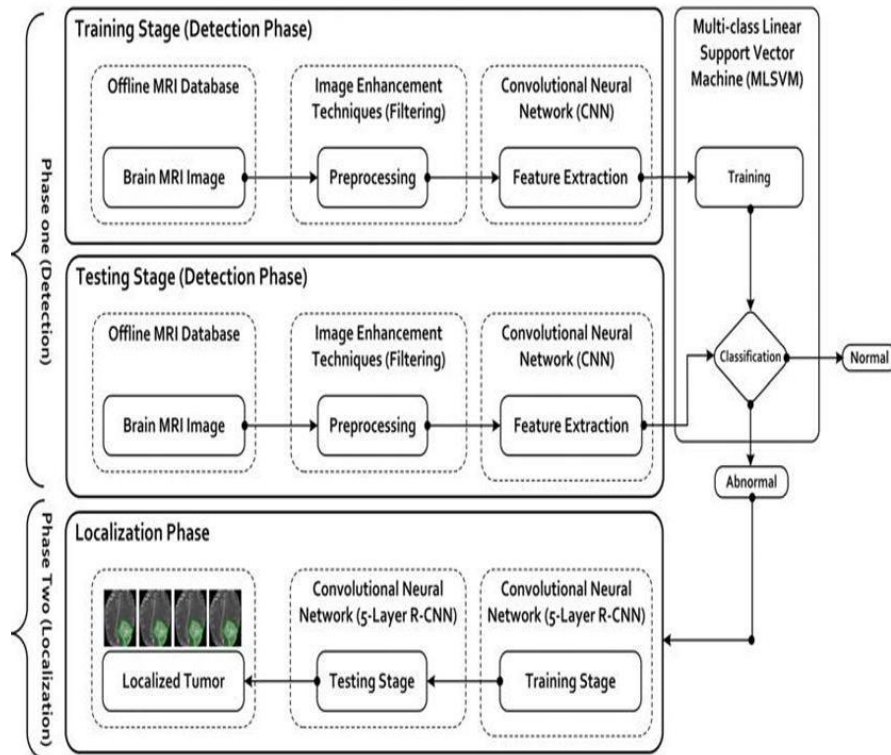 Training Stage (Detection Phase)
Offline MRI Database
Image Enhancement
Techniques (Filtering)
Convolutional Neural
Network (CNN)
Brain MRI Image
Preprocessing
Feature Extraction
Multi-class Linear
Support Vector
Machine (MLSVM)
Training
Classification
Normal
Abnormal
Phase one (Detection)
Testing Stage (Detection Phase)
Offline MRI Database
Image Enhancement
Techniques (Filtering)
Convolutional Neural
Network (CNN)
Brain MRI Image
Preprocessing
Feature Extraction
Phase Two (Localization)
Localization Phase
Convolutional Neural
Network (5-Layer R-CNN)
Convolutional Neural
Network (5-Layer R-CNN)
Localized Tumor
Testing Stage
Training Stage